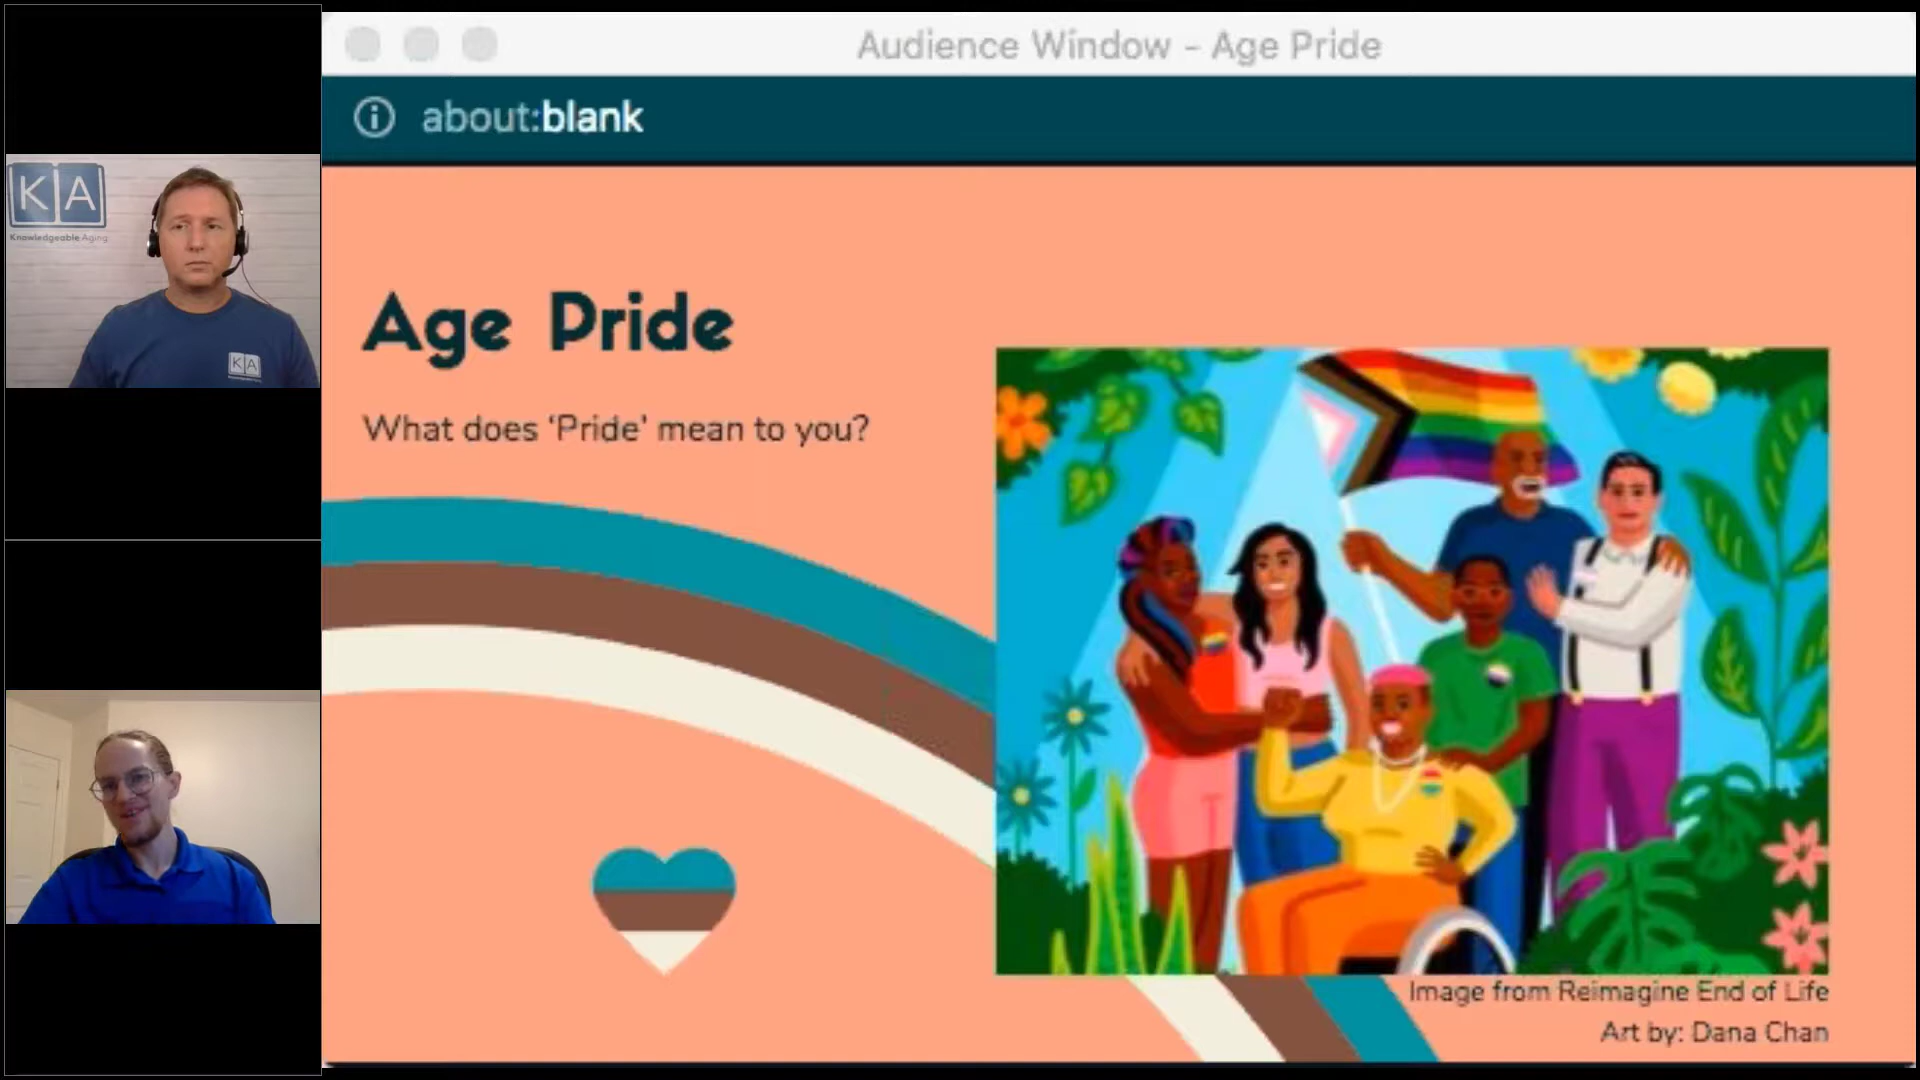 Audience Window - Age Pride
about:blank
K A
Knowledgeable Aging
K A
Age Pride
What does ‘Pride’ mean to you?
Image from Reimagine End of Life
Art by: Dana Chan